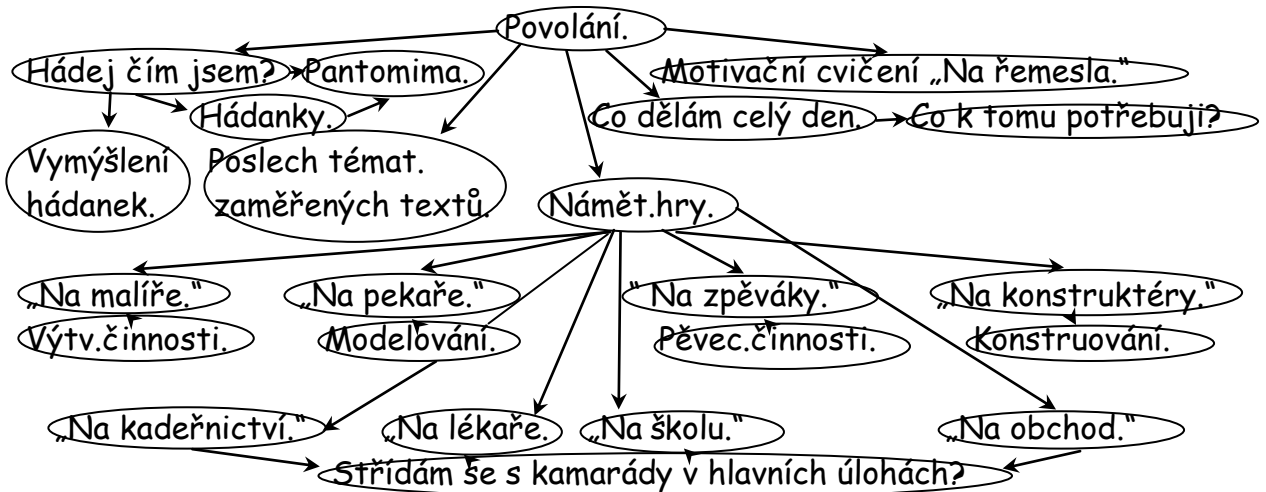 Povolání.
Hádej čím jsem?
Pantomima.
Motivační cvičení „Na řemesla.“
Hádanky.
Co dělám celý den.
Co k tomu potřebuji?
Vymýšlení
hádanek.
Poslech témat.
zaměřených textů.
Námět.hry.
„Na malíře.“
„Na pekaře.“
“ Na zpěváky.“
„Na konstruktéry.“
Výtv.činnosti.
Modelování.
Pěvec.činnosti.
Konstruování.
„Na kadeřnictví.“
„Na lékaře.
„Na školu.“
„Na obchod.“
Střídám se s kamarády v hlavních úlohách?